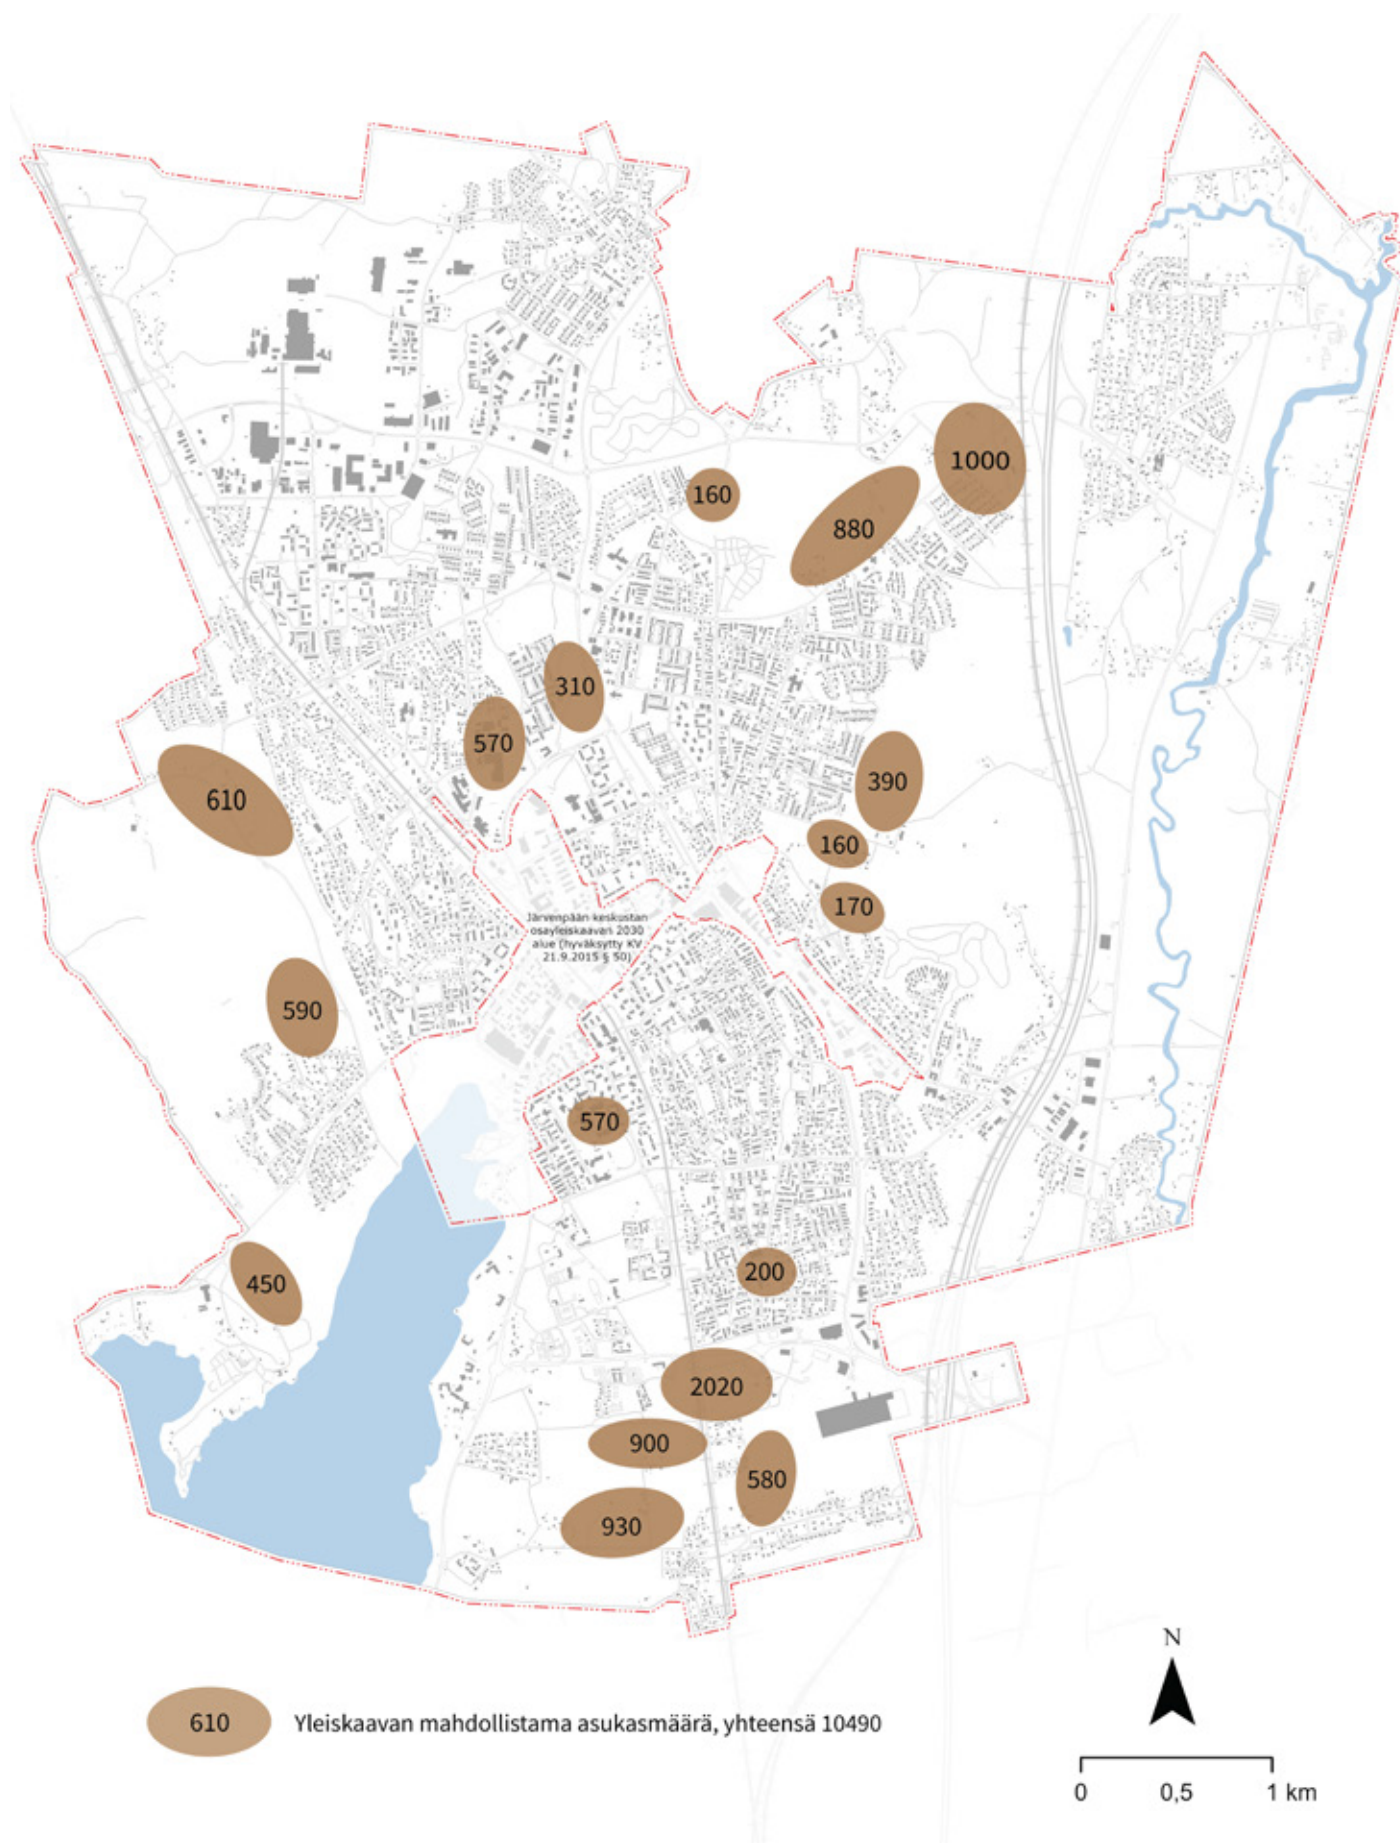 1000
160
880
310
570
390
610
160
170
Järvenpään keskustan
osayleiskaavan 2030
alue (hyväksytty KV
21.9.2015 § 50)
590
570
200
450
2020
900
580
930
N
610 Yleiskaavan mahdollistama asukasmäärä, yhteensä 10490
0 0,5 1 km